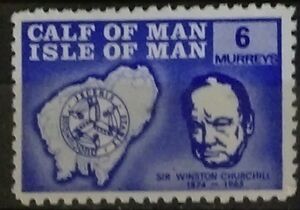 CALF OF MAN
ISLE OF MAN
6
MURREYS
SIR WINSTON CHURCHILL
1874 — 1965